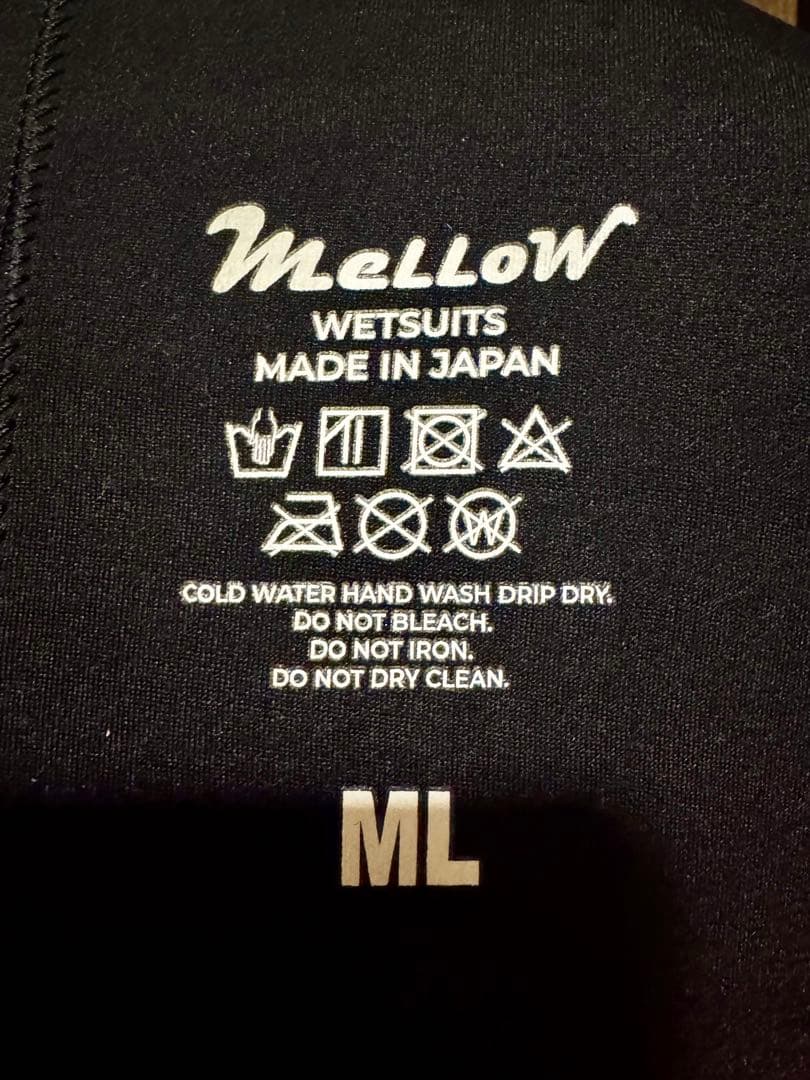 meLLoW
WETSUITS
MADE IN JAPAN
W
COLD WATER HAND WASH DRIP DRY.
DO NOT BLEACH.
DO NOT IRON.
DO NOT DRY CLEAN.
ML